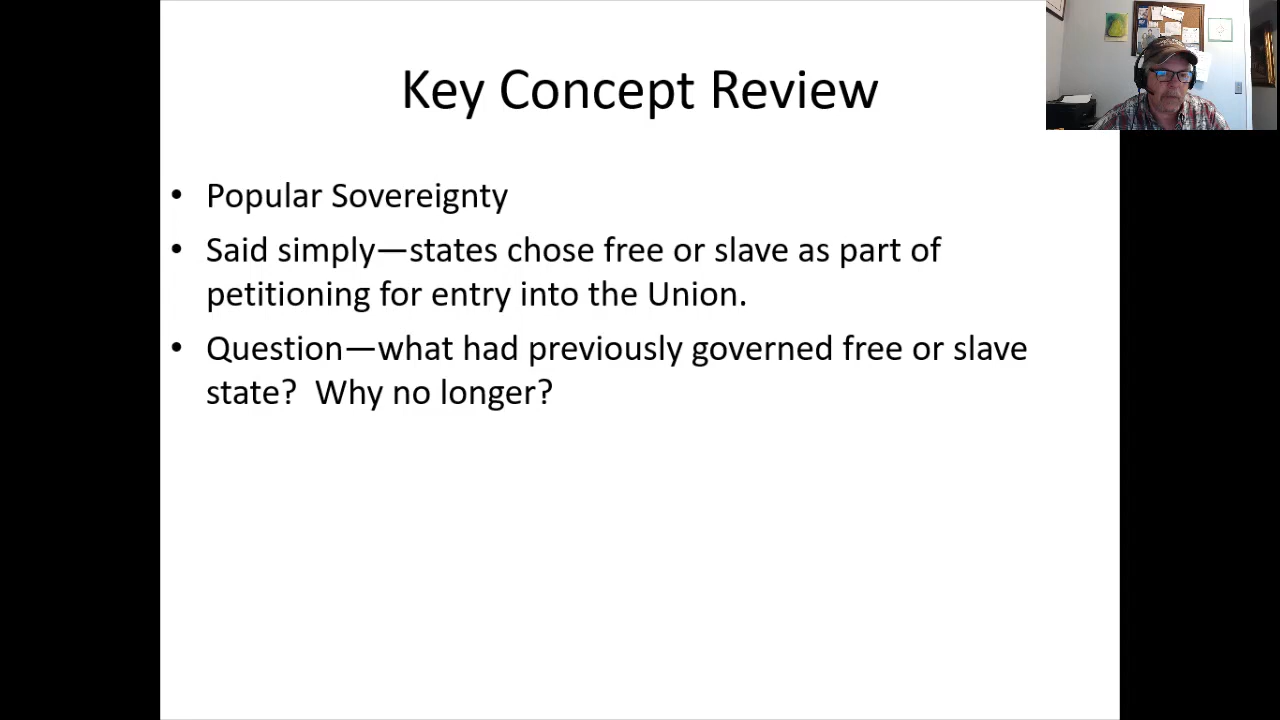 Key Concept Review
• Popular Sovereignty
• Said simply—states chose free or slave as part of
petitioning for entry into the Union.
• Question—what had previously governed free or slave
state?  Why no longer?